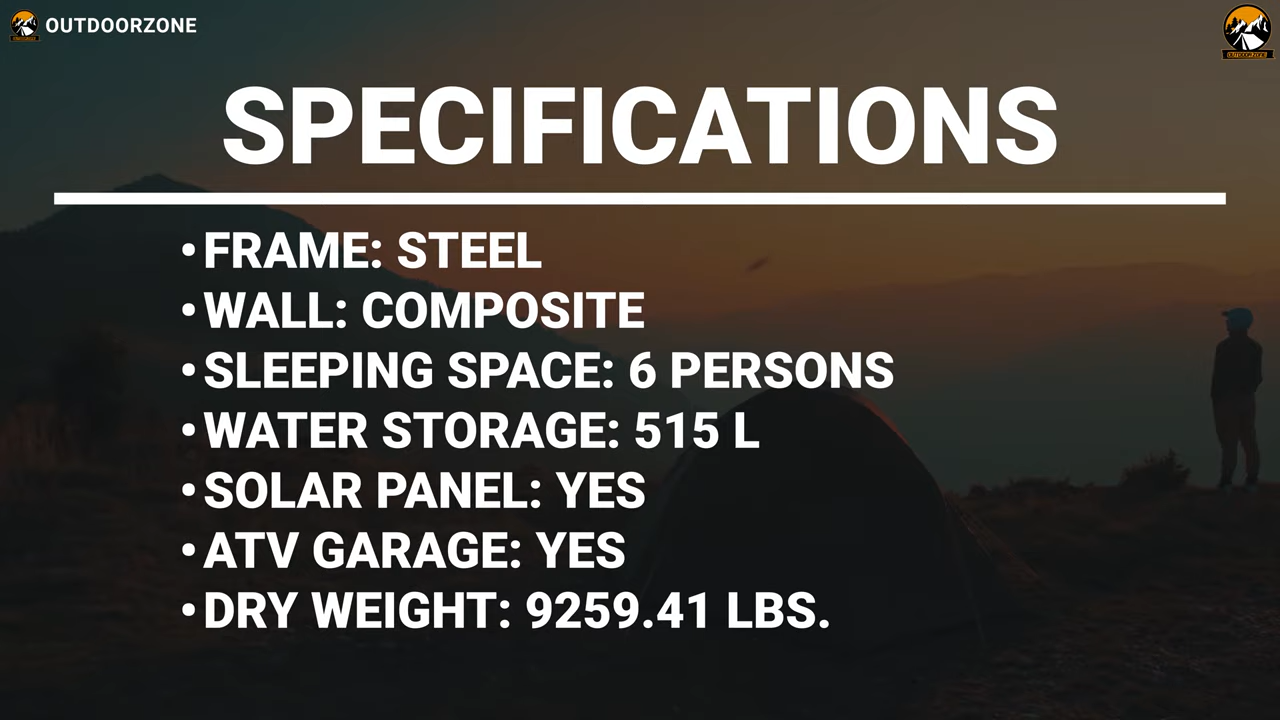 OUTDOORZONE
OUTDOORZONE
SPECIFICATIONS
•FRAME: STEEL
•WALL: COMPOSITE
•SLEEPING SPACE: 6 PERSONS
•WATER STORAGE: 515 L
•SOLAR PANEL: YES
•ATV GARAGE: YES
•DRY WEIGHT: 9259.41 LBS.